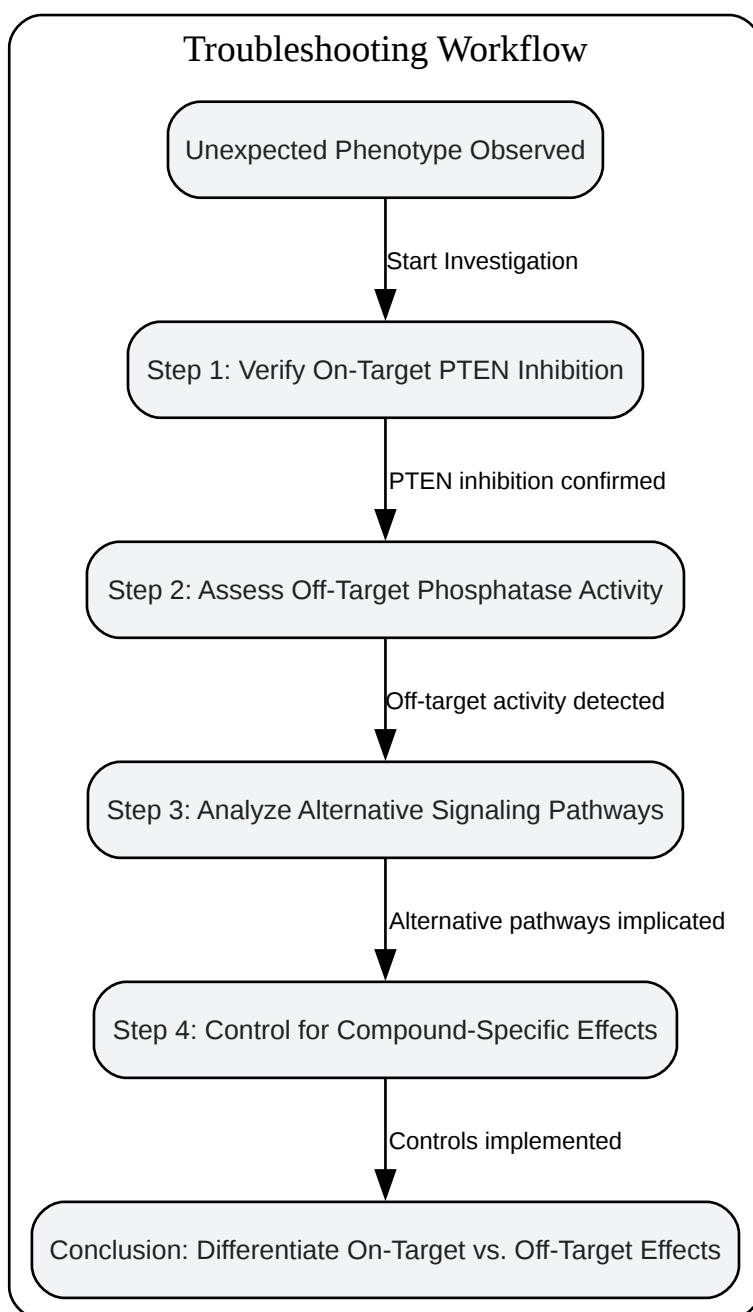 Troubleshooting Workflow
Unexpected Phenotype Observed
Start Investigation
Step 1: Verify On-Target PTEN Inhibition
PTEN inhibition confirmed
Step 2: Assess Off-Target Phosphatase Activity
Off-target activity detected
Step 3: Analyze Alternative Signaling Pathways
Alternative pathways implicated
Step 4: Control for Compound-Specific Effects
Controls implemented
Conclusion: Differentiate On-Target vs. Off-Target Effects